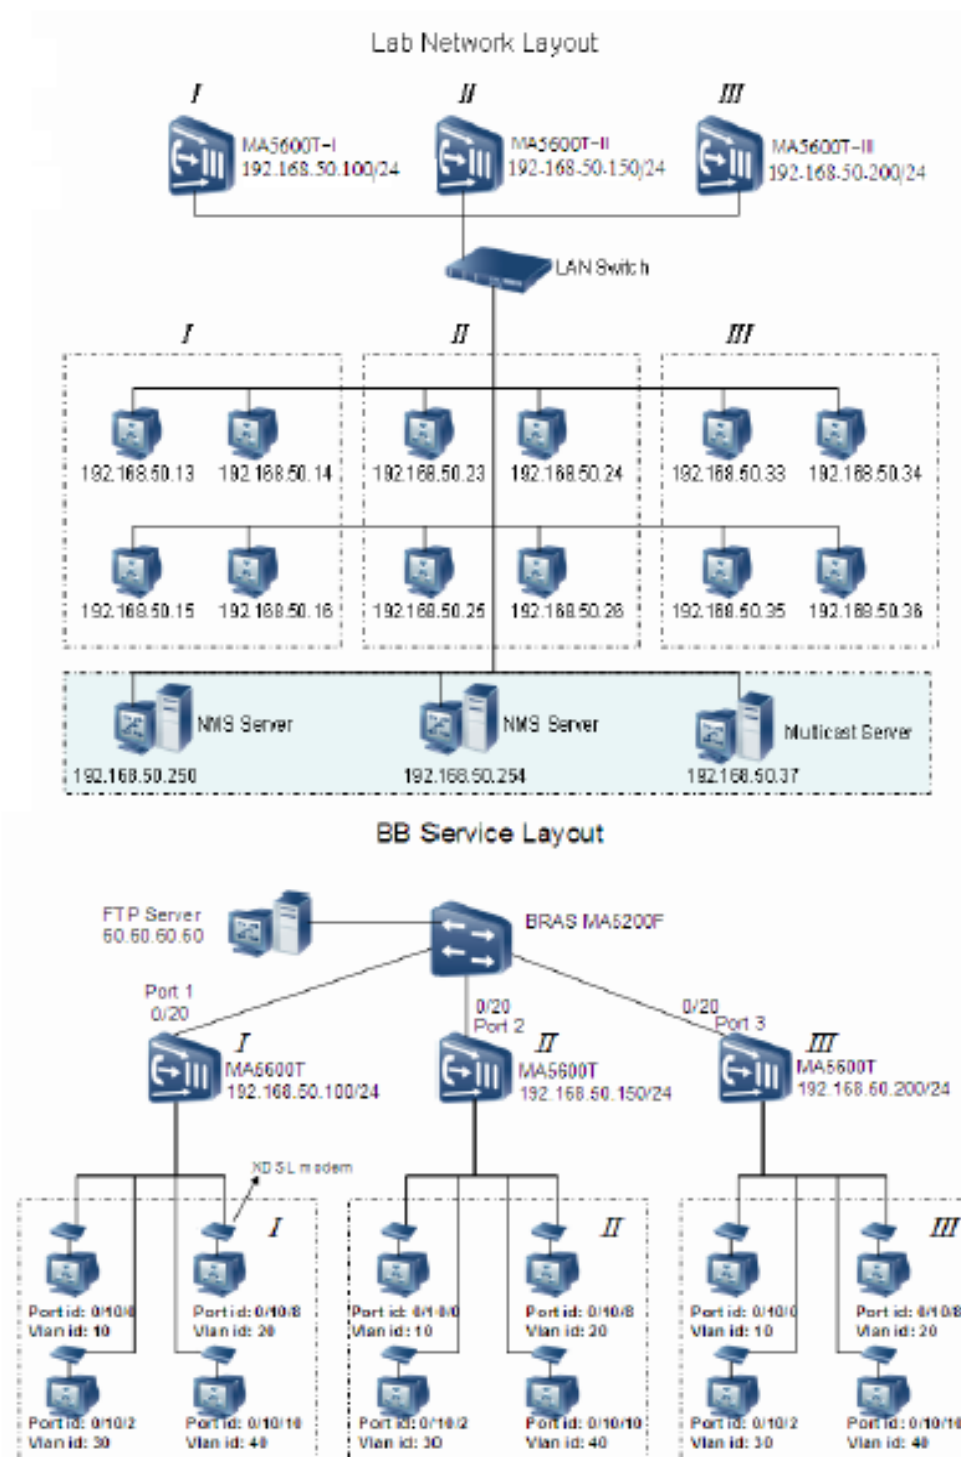 Lab Network Layout
I
II
III
MA5600T-I
192.168.50.100/24
MA5600T-II
192-168-50-150/24
MA5600T-III
192-168-50-200/24
LAN Switch
I
II
III
192.168.50.13
192.168.50.14
192.168.50.23
192.168.50.24
192.168.50.33
192.168.50.34
192.168.50.15
192.168.50.16
192.168.50.25
192.168.50.26
192.168.50.35
192.168.50.36
NMS Server
NMS Server
Multicast Server
192.168.50.250
192.168.50.254
192.168.50.37
BB Service Layout
FTP Server
60.60.60.60
BRAS MA5200F
Port 1
0/20
0/20
Port 2
0/20
Port 3
I
II
III
MA5600T
192.168.50.100/24
MA5600T
192.168.50.150/24
MA5600T
192.168.50.200/24
XDSL modem
I
II
III
Port id: 0/10/0
Vlan id: 10
Port id: 0/10/8
Vlan id: 20
Port id: 0/10/0
Vlan id: 10
Port id: 0/10/8
Vlan id: 20
Port id: 0/10/0
Vlan id: 10
Port id: 0/10/8
Vlan id: 20
Port id: 0/10/2
Vlan id: 30
Port id: 0/10/10
Vlan id: 40
Port id: 0/10/2
Vlan id: 30
Port id: 0/10/10
Vlan id: 40
Port id: 0/10/2
Vlan id: 30
Port id: 0/10/10
Vlan id: 40